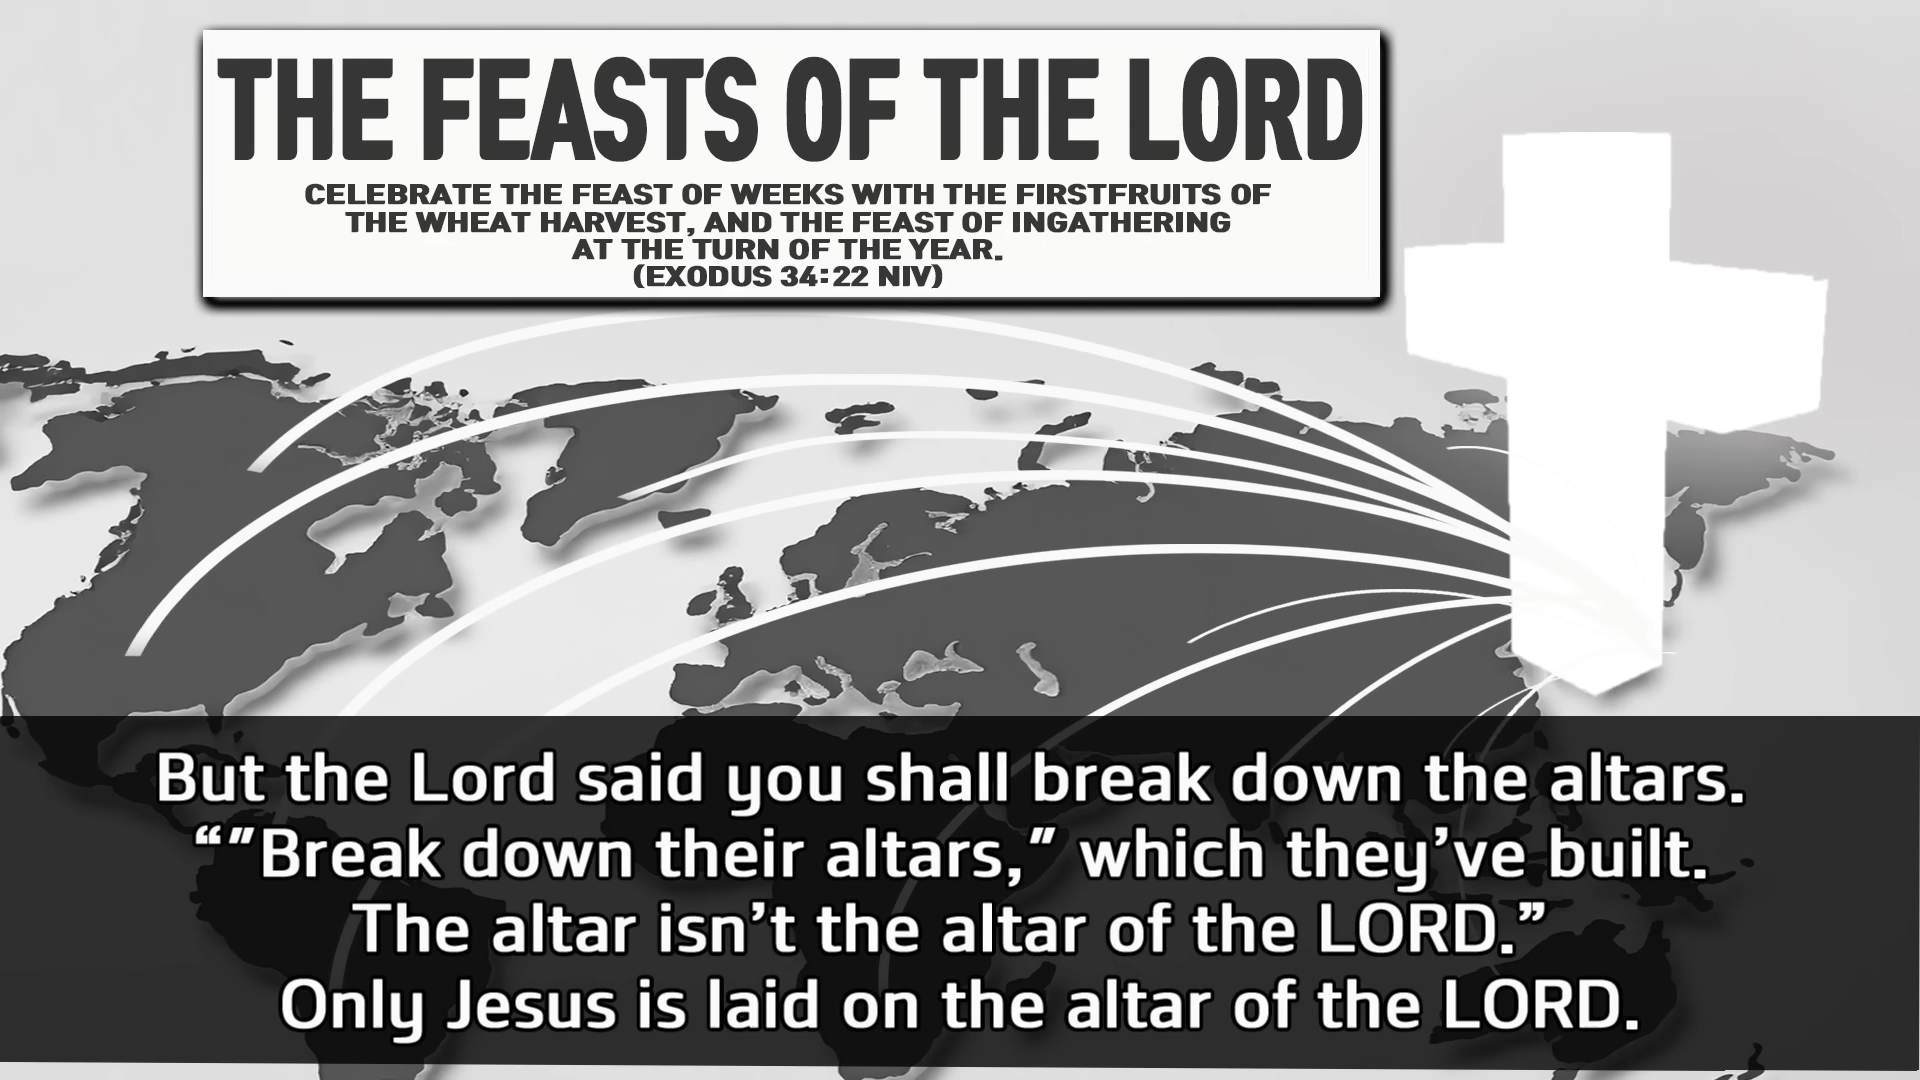 THE FEASTS OF THE LORD
CELEBRATE THE FEAST OF WEEKS WITH THE FIRSTFRUITS OF
THE WHEAT HARVEST, AND THE FEAST OF INGATHERING
AT THE TURN OF THE YEAR.
(EXODUS 34:22 NIV)
But the Lord said you shall break down the altars.
“"Break down their altars," which they’ve built.
The altar isn’t the altar of the LORD.”
Only Jesus is laid on the altar of the LORD.